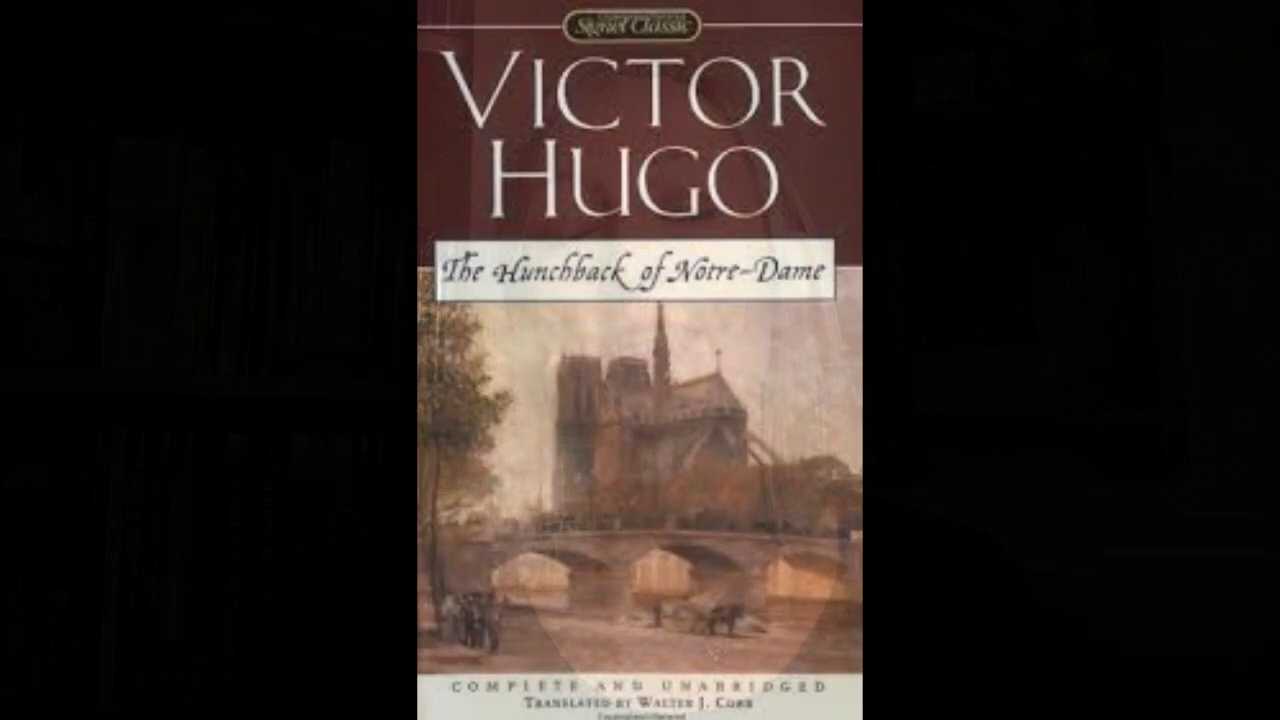 Signet Classic
VICTOR
HUGO
The Hunchback of Notre-Dame
COMPLETE AND UNABRIDGED
TRANSLATED BY WALTER J. COBB